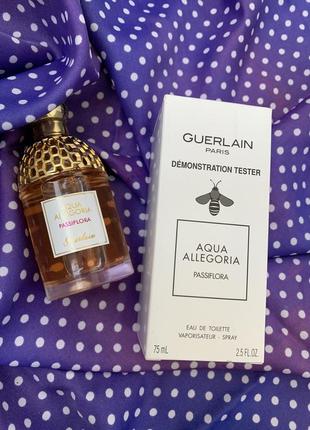 AQUA
ALLEGORIA
PASSIFLORA
Guerlain
GUERLAIN
PARIS
DÉMONSTRATION TESTER
AQUA
ALLEGORIA
PASSIFLORA
EAU DE TOILETTE
VAPORISATEUR - SPRAY
75 mL 2.5 FL.OZ.